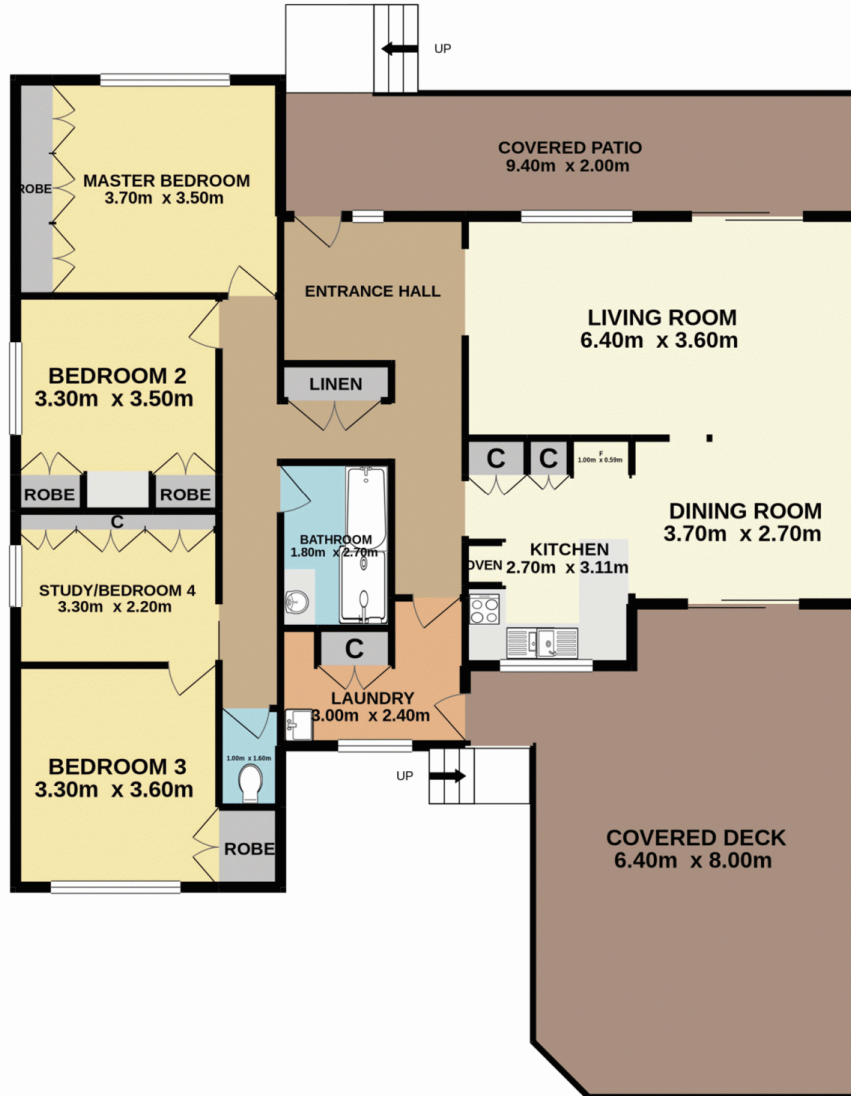 UP
COVERED PATIO
9.40m x 2.00m
ROBE
MASTER BEDROOM
3.70m x 3.50m
ENTRANCE HALL
LIVING ROOM
6.40m x 3.60m
BEDROOM 2
3.30m x 3.50m
LINEN
ROBE
ROBE
C
C
C
F
1.00m x 0.59m
DINING ROOM
3.70m x 2.70m
BATHROOM
1.80m x 2.70m
KITCHEN
2.70m x 3.11m
OVEN
STUDY/BEDROOM 4
3.30m x 2.20m
C
LAUNDRY
3.00m x 2.40m
1.00m x 1.60m
BEDROOM 3
3.30m x 3.60m
UP
ROBE
COVERED DECK
6.40m x 8.00m